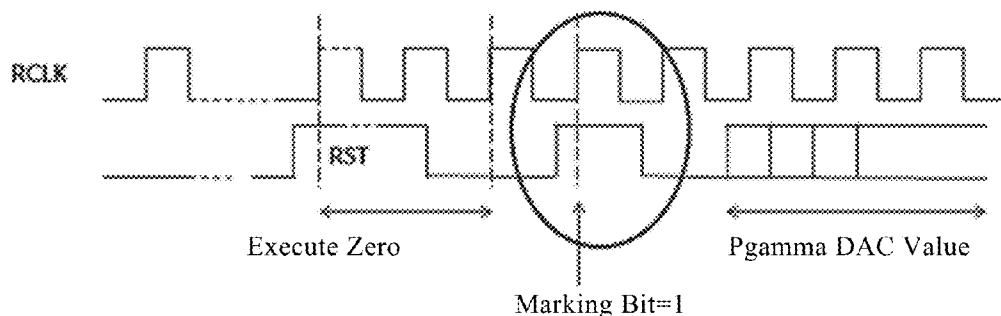 RCLK
RST
Execute Zero
Pgamma DAC Value
Marking Bit=1